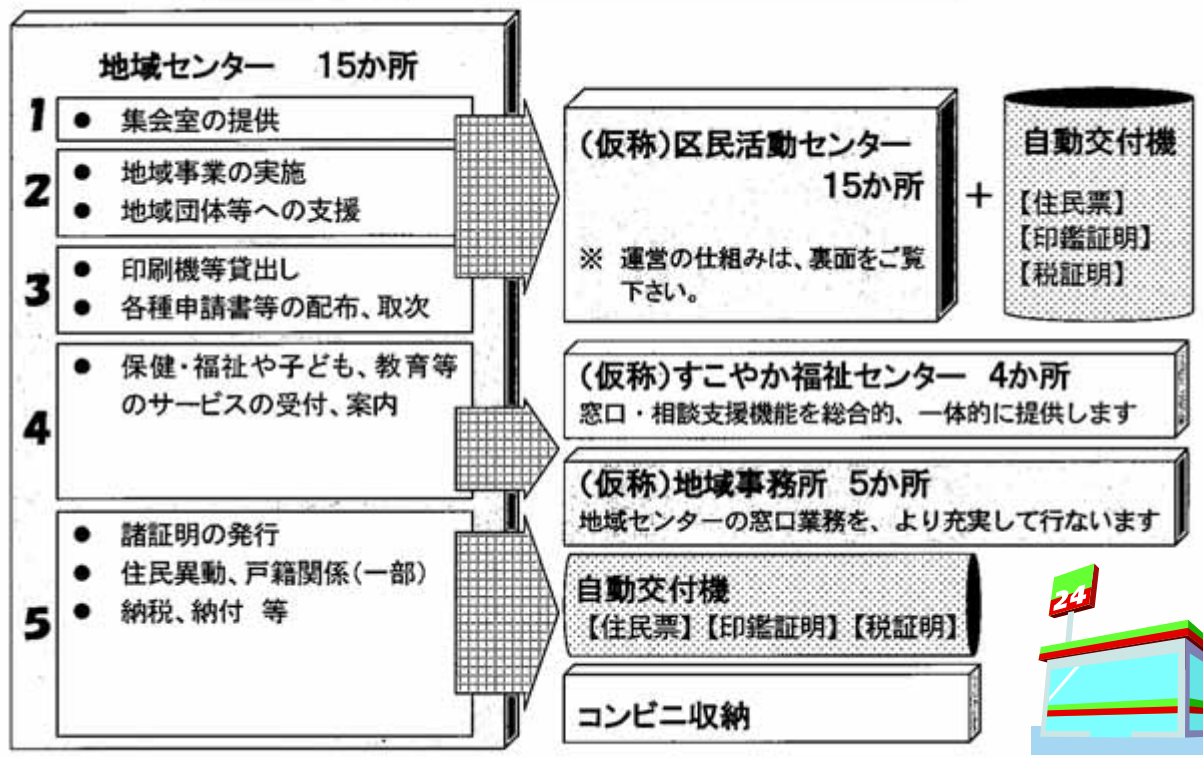 地域センター 15か所
1
● 集会室の提供
2
● 地域事業の実施
● 地域団体等への支援
3
● 印刷機等貸出し
● 各種申請書等の配布、取次
4
● 保健・福祉や子ども、教育等
のサービスの受付、案内
5
● 諸証明の発行
● 住民異動、戸籍関係(一部)
● 納税、納付 等
(仮称)区民活動センター
15か所
※ 運営の仕組みは、裏面をご覧
下さい。
+
自動交付機
【住民票】
【印鑑証明】
【税証明】
(仮称)すこやか福祉センター 4か所
窓口・相談支援機能を総合的、一体的に提供します
(仮称)地域事務所 5か所
地域センターの窓口業務を、より充実して行ないます
自動交付機
【住民票】【印鑑証明】【税証明】
コンビニ収納
24